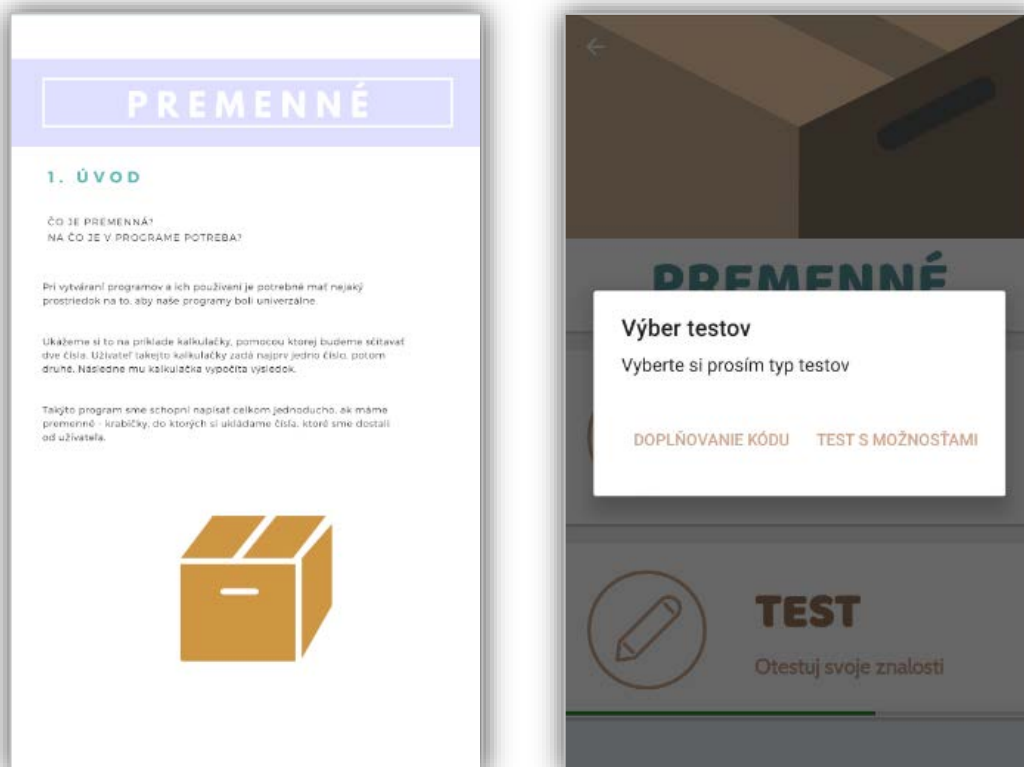 PREMENNÉ
1. ÚVOD
ČO JE PREMENNÁ?
NA ČO JE V PROGRAME POTREBA?
Pri vytváraní programov a ich používaní je potrebné mať nejaký
prostriedok na to, aby naše programy boli univerzálne.
Ukážeme si to na príklade kalkulačky, pomocou ktorej budeme sčítavať
dve čísla. Užívateľ takejto kalkulačky zadá najprv jedno číslo, potom
druhé. Následne mu kalkulačka vypočíta výsledok.
Takýto program sme schopní napísať celkom jednoducho, ak máme
premenné - krabičky, do ktorých si ukladáme čísla, ktoré sme dostali
od užívateľa.
PREMENNÉ
Výber testov
Vyberte si prosím typ testov
DOPLŇOVANIE KÓDU TEST S MOŽNOSŤAMI
TEST
Otestuj svoje znalosti